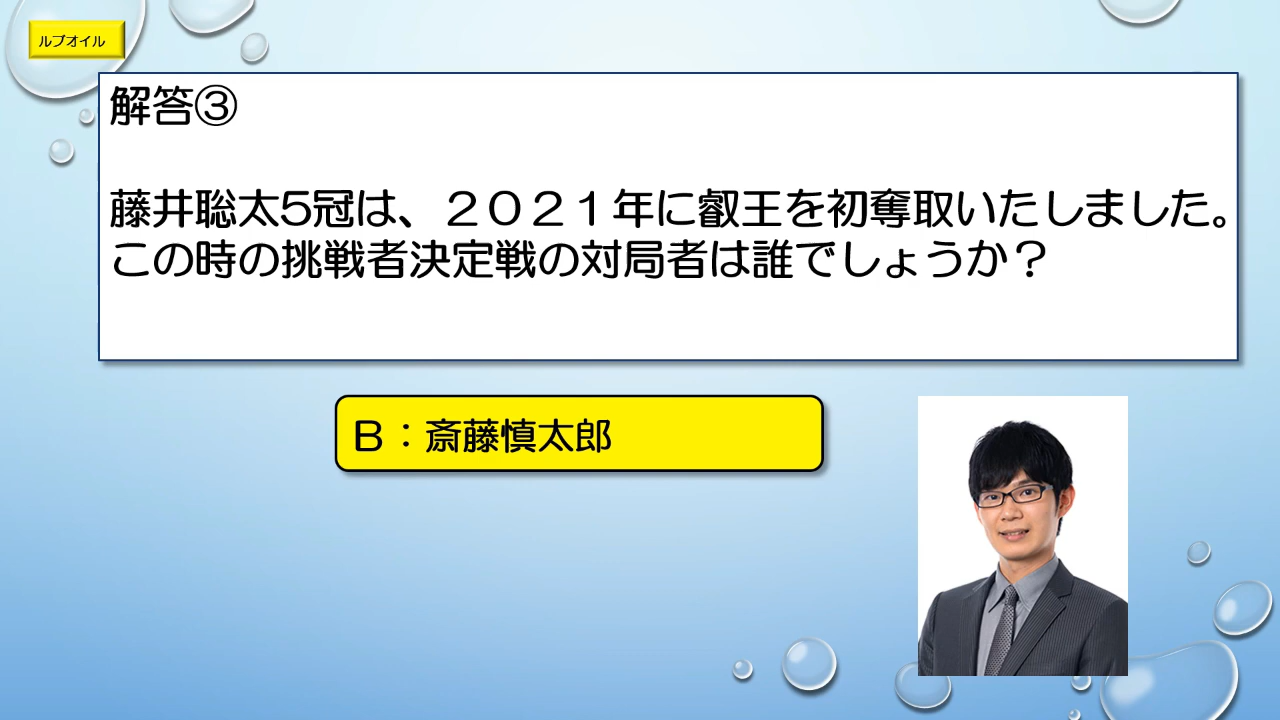 ルブオイル
解答③
藤井聡太5冠は、２０２１年に叡王を初奪取いたしました。
この時の挑戦者決定戦の対局者は誰でしょうか？
Ｂ：斎藤慎太郎